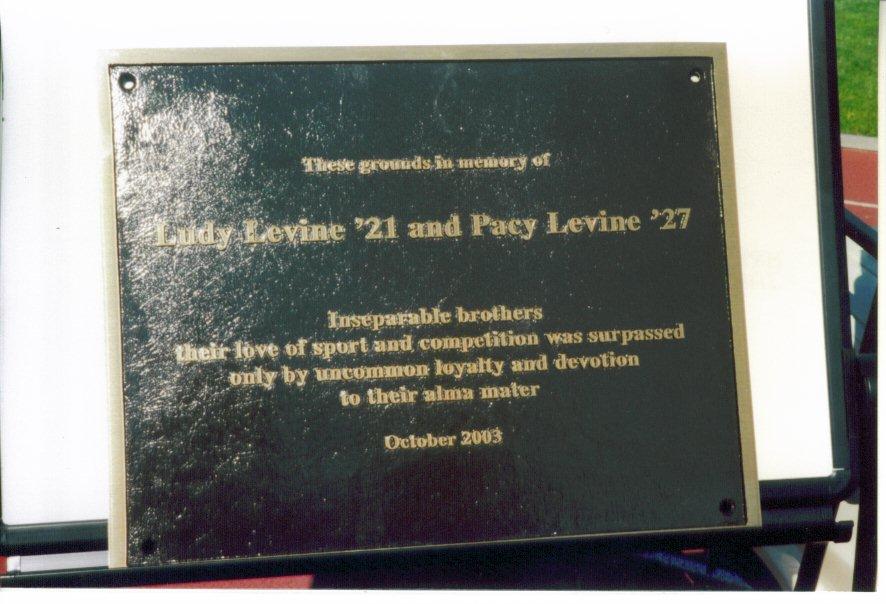 These grounds in memory of
Ludy Levine '21 and Pacy Levine '27
Inseparable brothers
their love of sport and competition was surpassed
only by uncommon loyalty and devotion
to their alma mater
October 2003